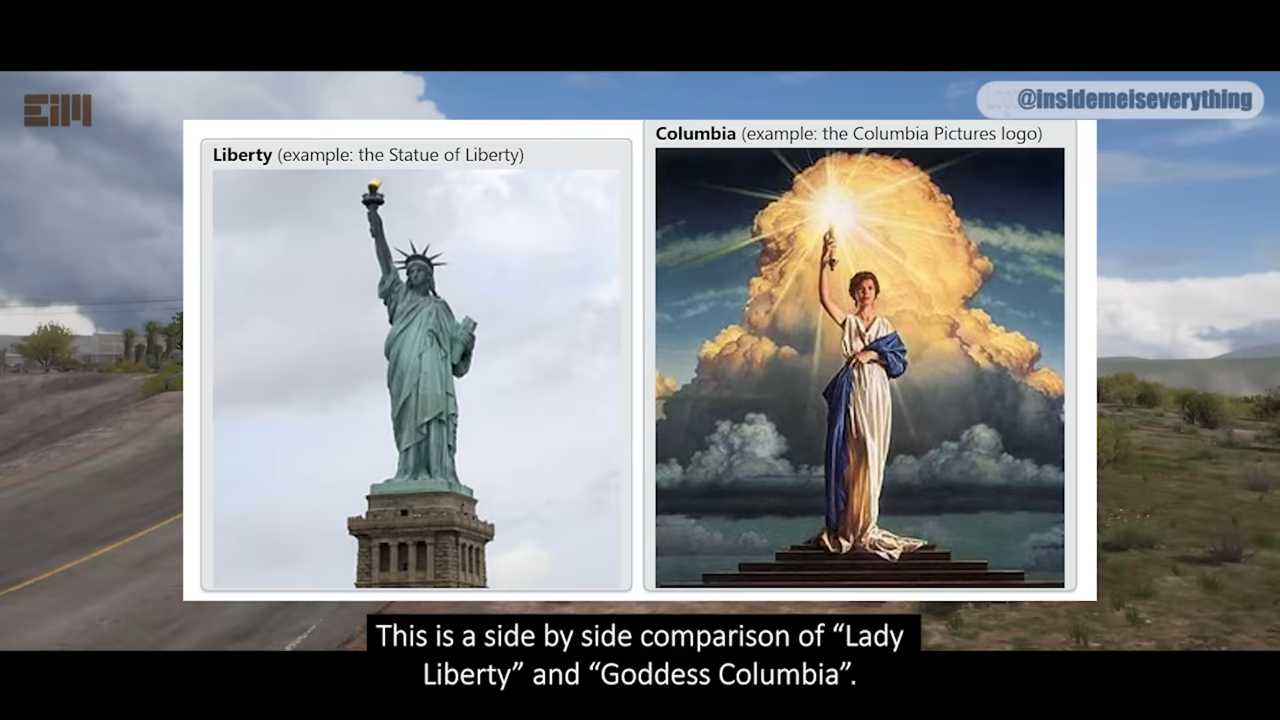 EiM
@insidemeiseverything
Liberty (example: the Statue of Liberty)
Columbia (example: the Columbia Pictures logo)
This is a side by side comparison of “Lady
Liberty” and “Goddess Columbia”.